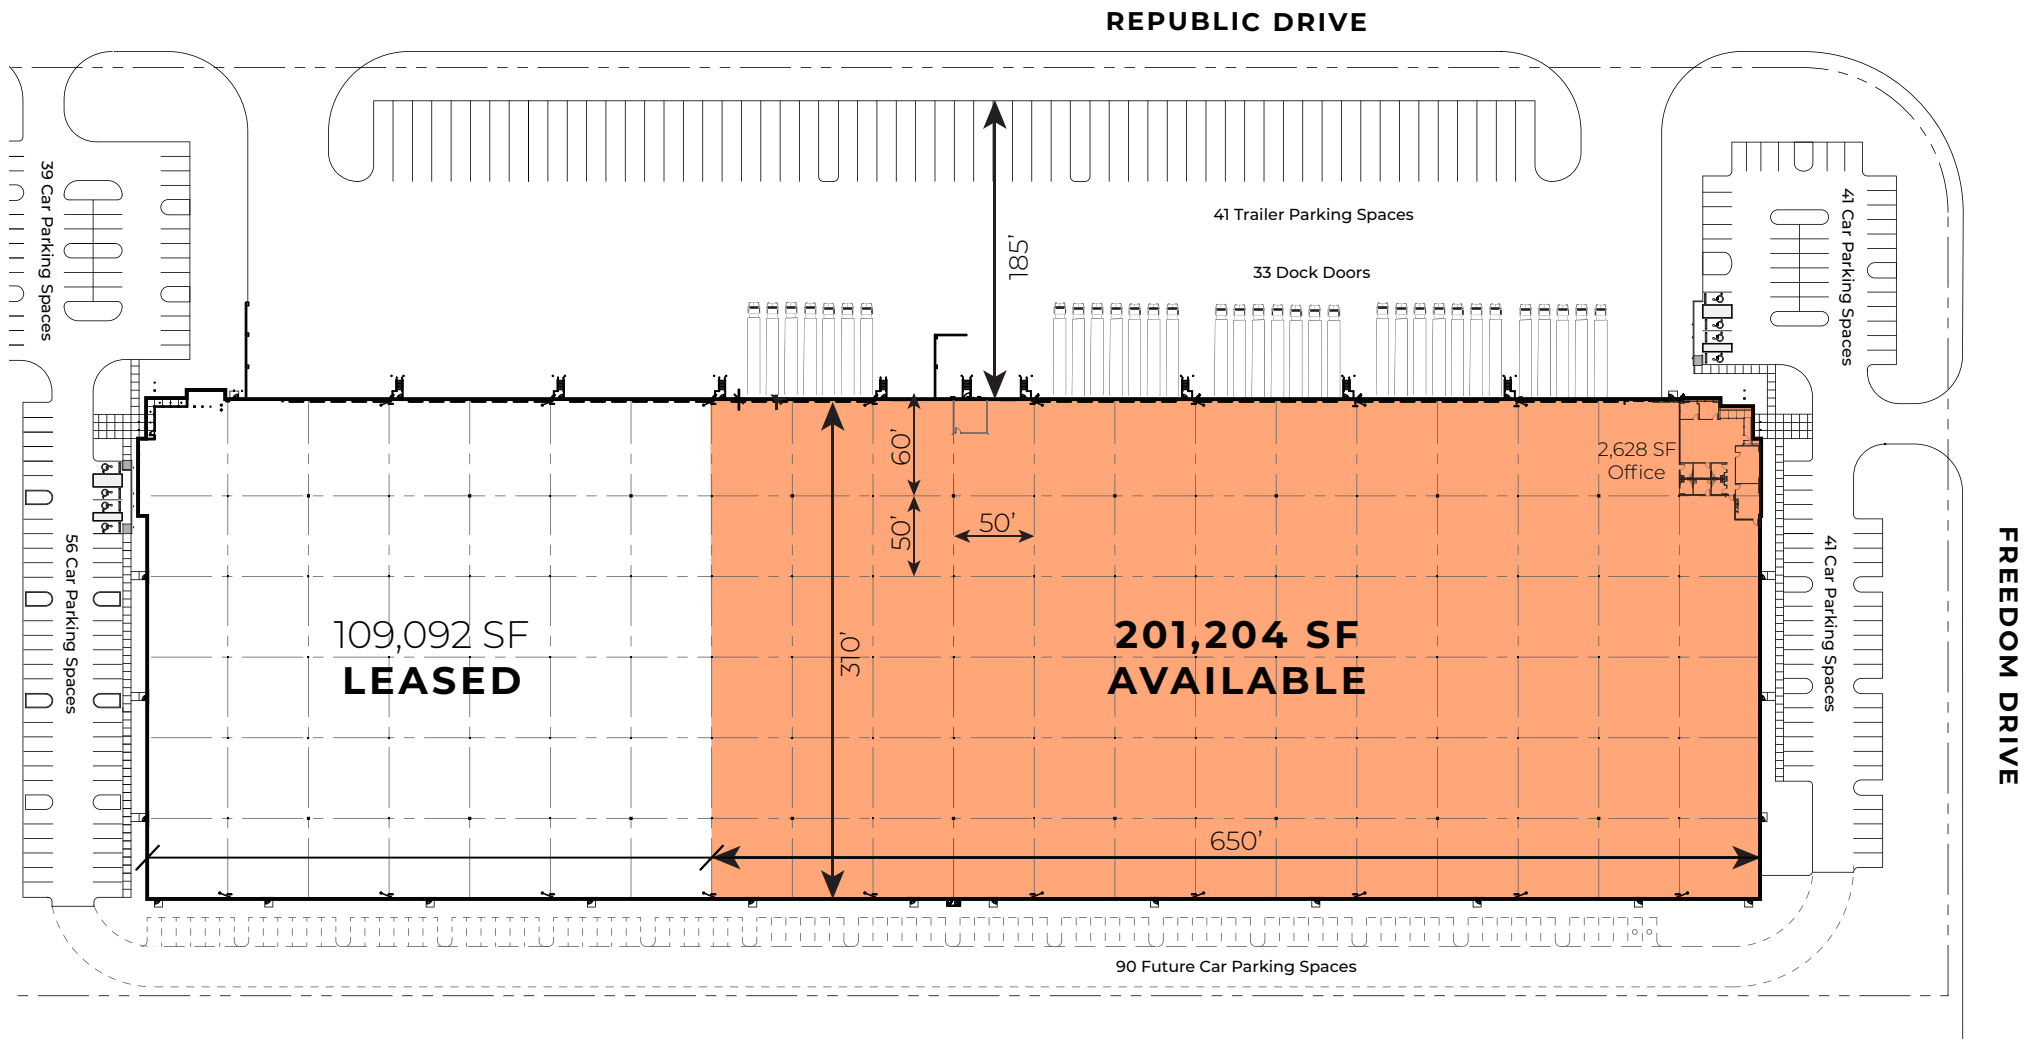 REPUBLIC DRIVE
39 Car Parking Spaces
41 Trailer Parking Spaces
41 Car Parking Spaces
185’
33 Dock Doors
60’
2,628 SF
Office
50’
50’
56 Car Parking Spaces
41 Car Parking Spaces
FREEDOM DRIVE
109,092 SF
LEASED
310’
201,204 SF
AVAILABLE
650’
90 Future Car Parking Spaces